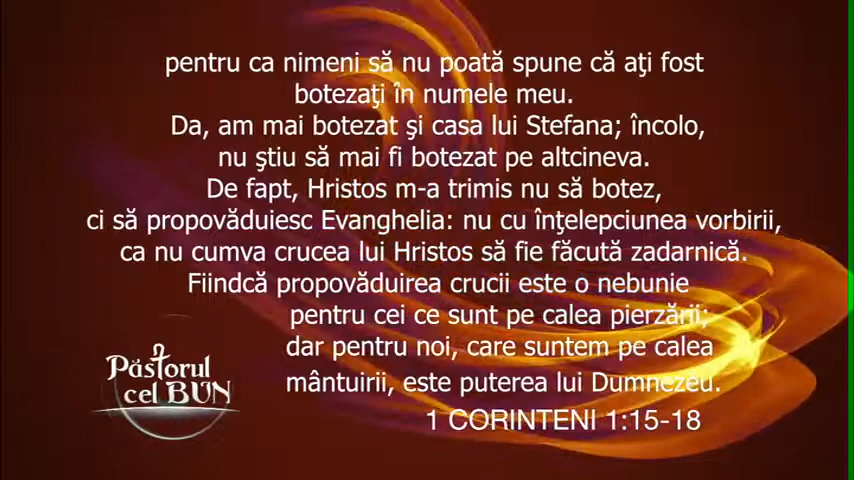 pentru ca nimeni să nu poată spune că aţi fost
botezaţi în numele meu.
Da, am mai botezat şi casa lui Stefana; încolo,
nu ştiu să mai fi botezat pe altcineva.
De fapt, Hristos m-a trimis nu să botez,
ci să propovăduiesc Evanghelia: nu cu înţelepciunea vorbirii,
ca nu cumva crucea lui Hristos să fie făcută zadarnică.
Fiindcă propovăduirea crucii este o nebunie
pentru cei ce sunt pe calea pierzării;
dar pentru noi, care suntem pe calea
mântuirii, este puterea lui Dumnezeu.
1 CORINTENI 1:15-18
Păstorul
cel BUN